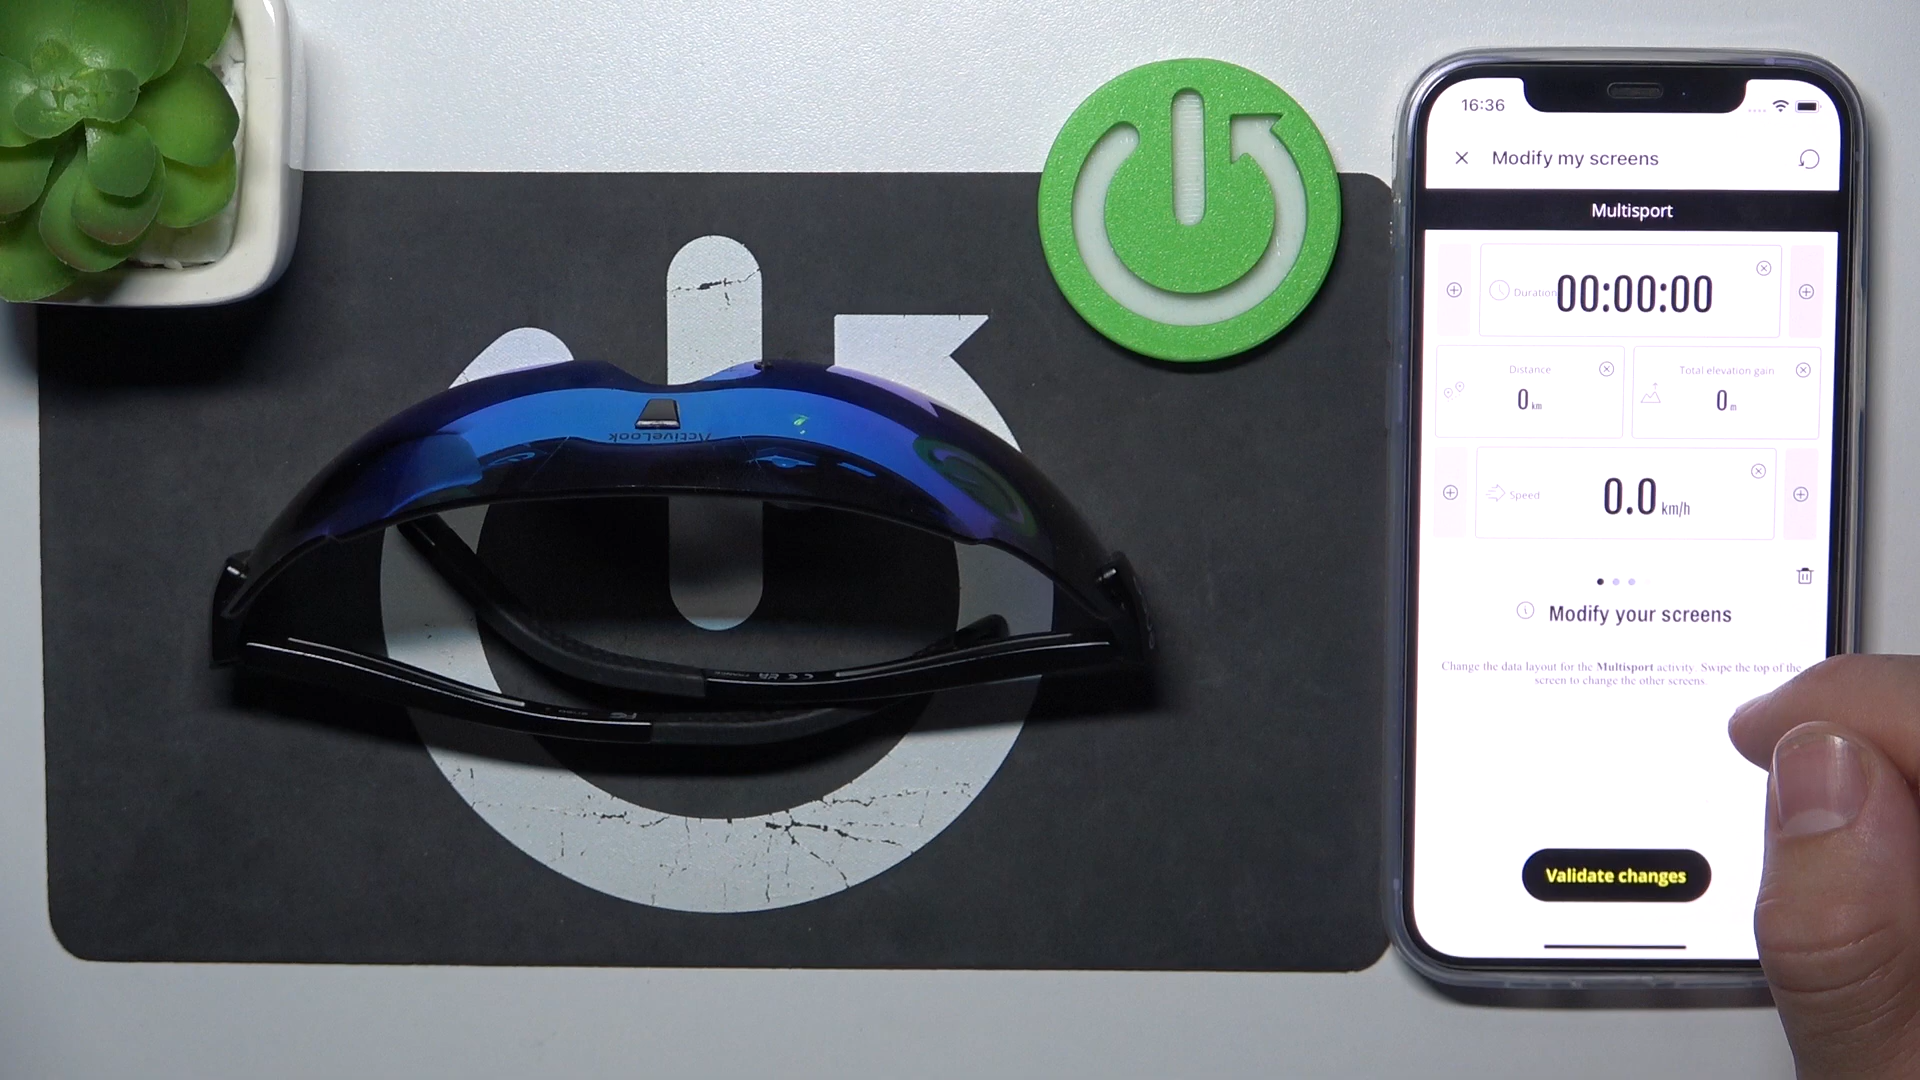 16:36
Modify my screens
Multisport
Duration 00:00:00
Distance
0 km
Total elevation gain
0 m
Speed 0.0 km/h
Modify your screens
Change the data layout for the Multisport activity. Swipe the top of the
screen to change the other screens.
Validate changes
ActiveLook